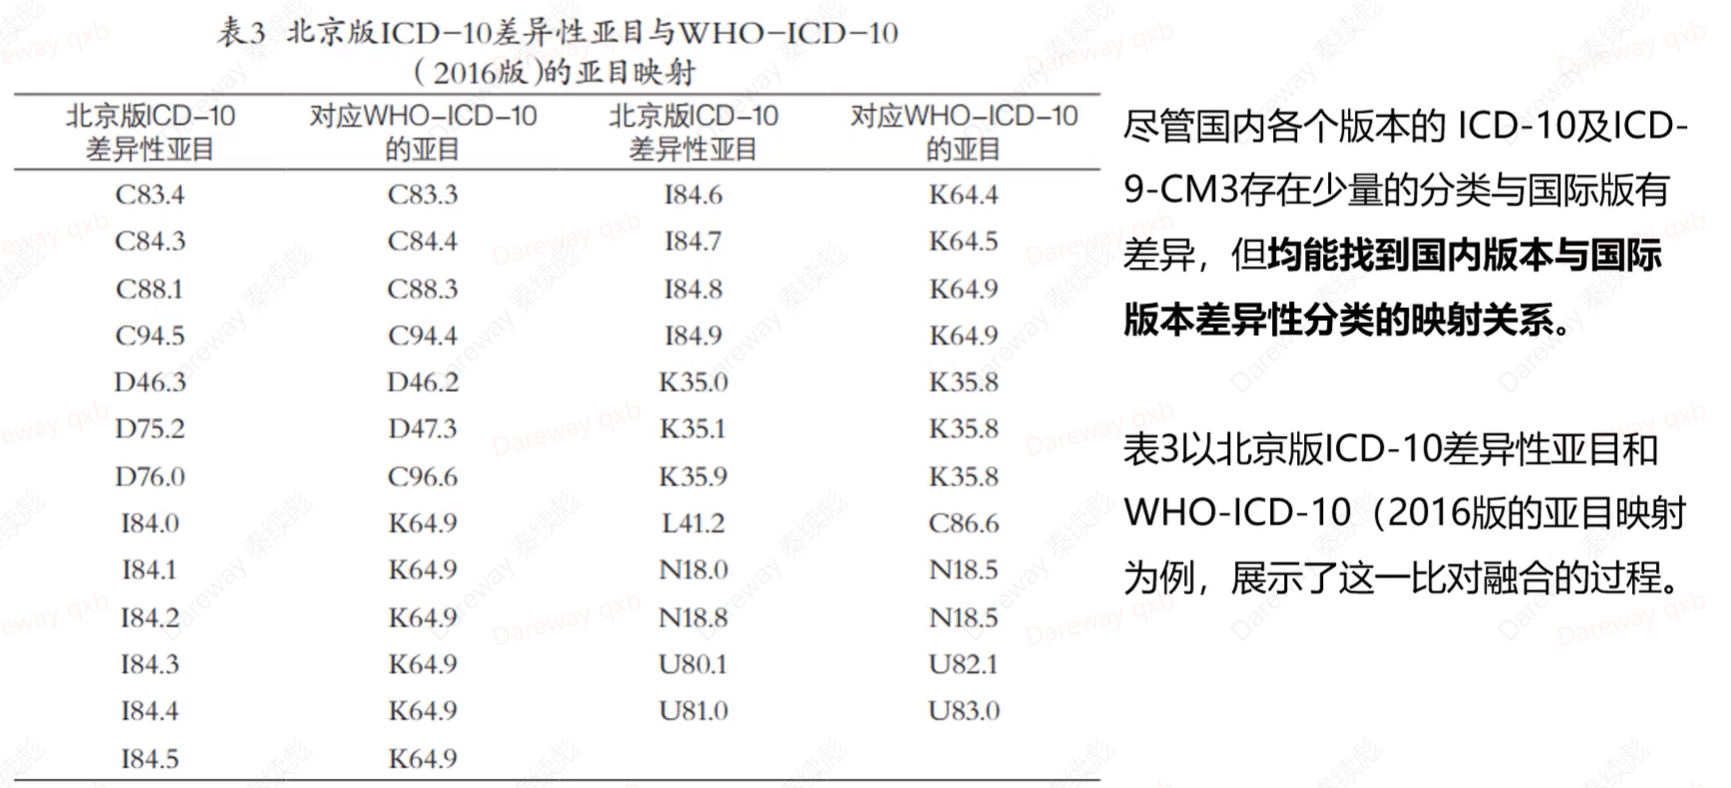 表3 北京版ICD-10差异性亚目与WHO-ICD-10
(2016版)的亚目映射
北京版ICD-10 对应WHO-ICD-10 北京版ICD-10 对应WHO-ICD-10
差异性亚目 的亚目 差异性亚目 的亚目
C83.4 C83.3 I84.6 K64.4
C84.3 C84.4 I84.7 K64.5
C88.1 C88.3 I84.8 K64.9
C94.5 C94.4 I84.9 K64.9
D46.3 D46.2 K35.0 K35.8
D75.2 D47.3 K35.1 K35.8
D76.0 C96.6 K35.9 K35.8
I84.0 K64.9 L41.2 C86.6
I84.1 K64.9 N18.0 N18.5
I84.2 K64.9 N18.8 N18.5
I84.3 K64.9 U80.1 U82.1
I84.4 K64.9 U81.0 U83.0
I84.5 K64.9
尽管国内各个版本的 ICD-10及ICD-
9-CM3存在少量的分类与国际版有
差异，但均能找到国内版本与国际
版本差异性分类的映射关系。
表3以北京版ICD-10差异性亚目和
WHO-ICD-10（2016版的亚目映射
为例，展示了这一比对融合的过程。
Dareway qxb
Dareway 秦续彪